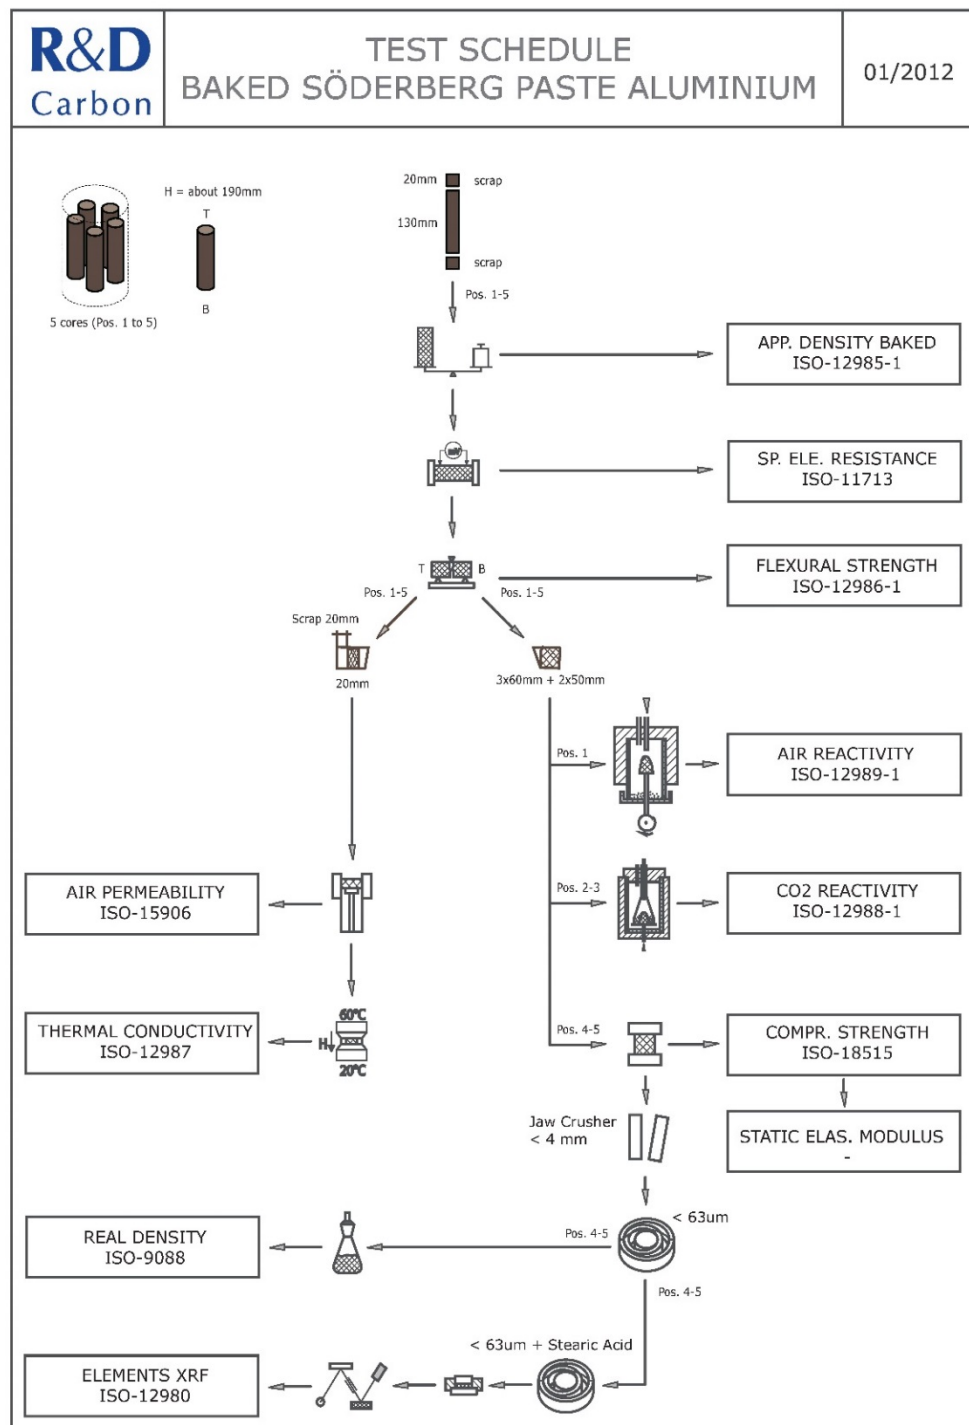 R&D
Carbon
TEST SCHEDULE
BAKED SÖDERBERG PASTE ALUMINIUM
01/2012
H = about 190mm
T
B
5 cores (Pos. 1 to 5)
20mm
scrap
130mm
scrap
Pos. 1-5
APP. DENSITY BAKED
ISO-12985-1
mV
SP. ELE. RESISTANCE
ISO-11713
T
B
FLEXURAL STRENGTH
ISO-12986-1
Pos. 1-5
Pos. 1-5
Scrap 20mm
20mm
3x60mm + 2x50mm
Pos. 1
AIR REACTIVITY
ISO-12989-1
AIR PERMEABILITY
ISO-15906
Pos. 2-3
CO2 REACTIVITY
ISO-12988-1
THERMAL CONDUCTIVITY
ISO-12987
60°C
H
20°C
Pos. 4-5
COMPR. STRENGTH
ISO-18515
Jaw Crusher
< 4 mm
STATIC ELAS. MODULUS
-
REAL DENSITY
ISO-9088
Pos. 4-5
< 63um
Pos. 4-5
< 63um + Stearic Acid
ELEMENTS XRF
ISO-12980